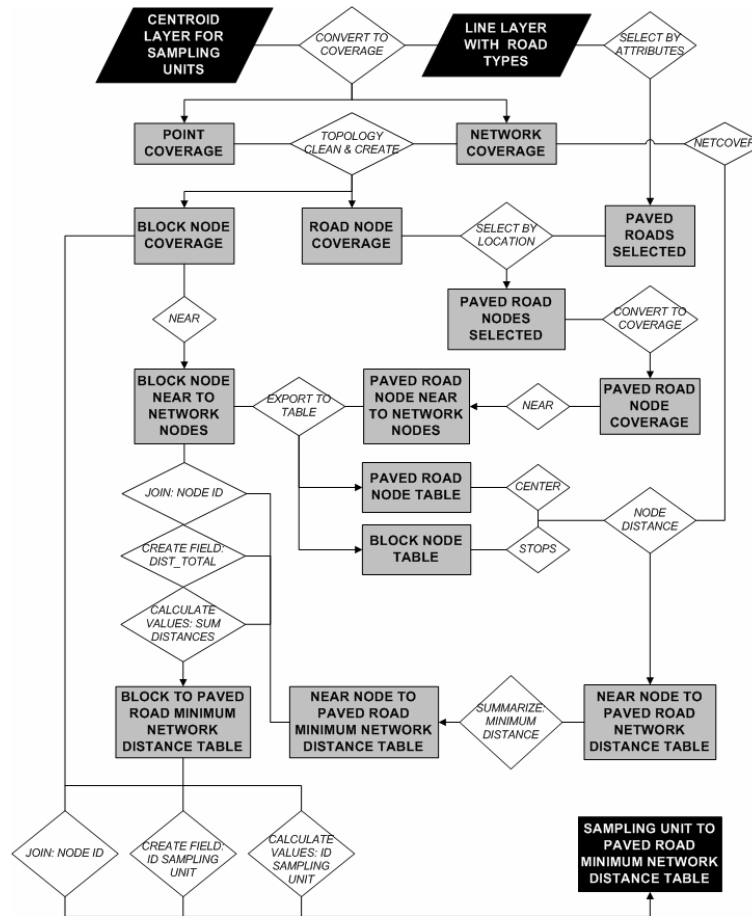 CENTROID
LAYER FOR
SAMPLING
UNITS
CONVERT TO
COVERAGE
LINE LAYER
WITH ROAD
TYPES
SELECT BY
ATTRIBUTES
POINT
COVERAGE
TOPOLOGY
CLEAN & CREATE
NETWORK
COVERAGE
NETCOVER
BLOCK NODE
COVERAGE
ROAD NODE
COVERAGE
SELECT BY
LOCATION
PAVED
ROADS
SELECTED
NEAR
PAVED ROAD
NODES
SELECTED
CONVERT TO
COVERAGE
BLOCK NODE
NEAR TO
NETWORK
NODES
EXPORT TO
TABLE
PAVED ROAD
NODE NEAR
TO NETWORK
NODES
NEAR
PAVED ROAD
NODE
COVERAGE
JOIN: NODE ID
PAVED ROAD
NODE TABLE
CENTER
NODE
DISTANCE
CREATE FIELD:
DIST_TOTAL
BLOCK NODE
TABLE
STOPS
CALCULATE
VALUES: SUM
DISTANCES
BLOCK TO PAVED
ROAD MINIMUM
NETWORK
DISTANCE TABLE
NEAR NODE TO
PAVED ROAD
MINIMUM NETWORK
DISTANCE TABLE
SUMMARIZE:
MINIMUM
DISTANCE
NEAR NODE TO
PAVED ROAD
NETWORK
DISTANCE TABLE
JOIN: NODE ID
CREATE FIELD:
ID SAMPLING
UNIT
CALCULATE
VALUES: ID
SAMPLING
UNIT
SAMPLING UNIT TO
PAVED ROAD
MINIMUM NETWORK
DISTANCE TABLE